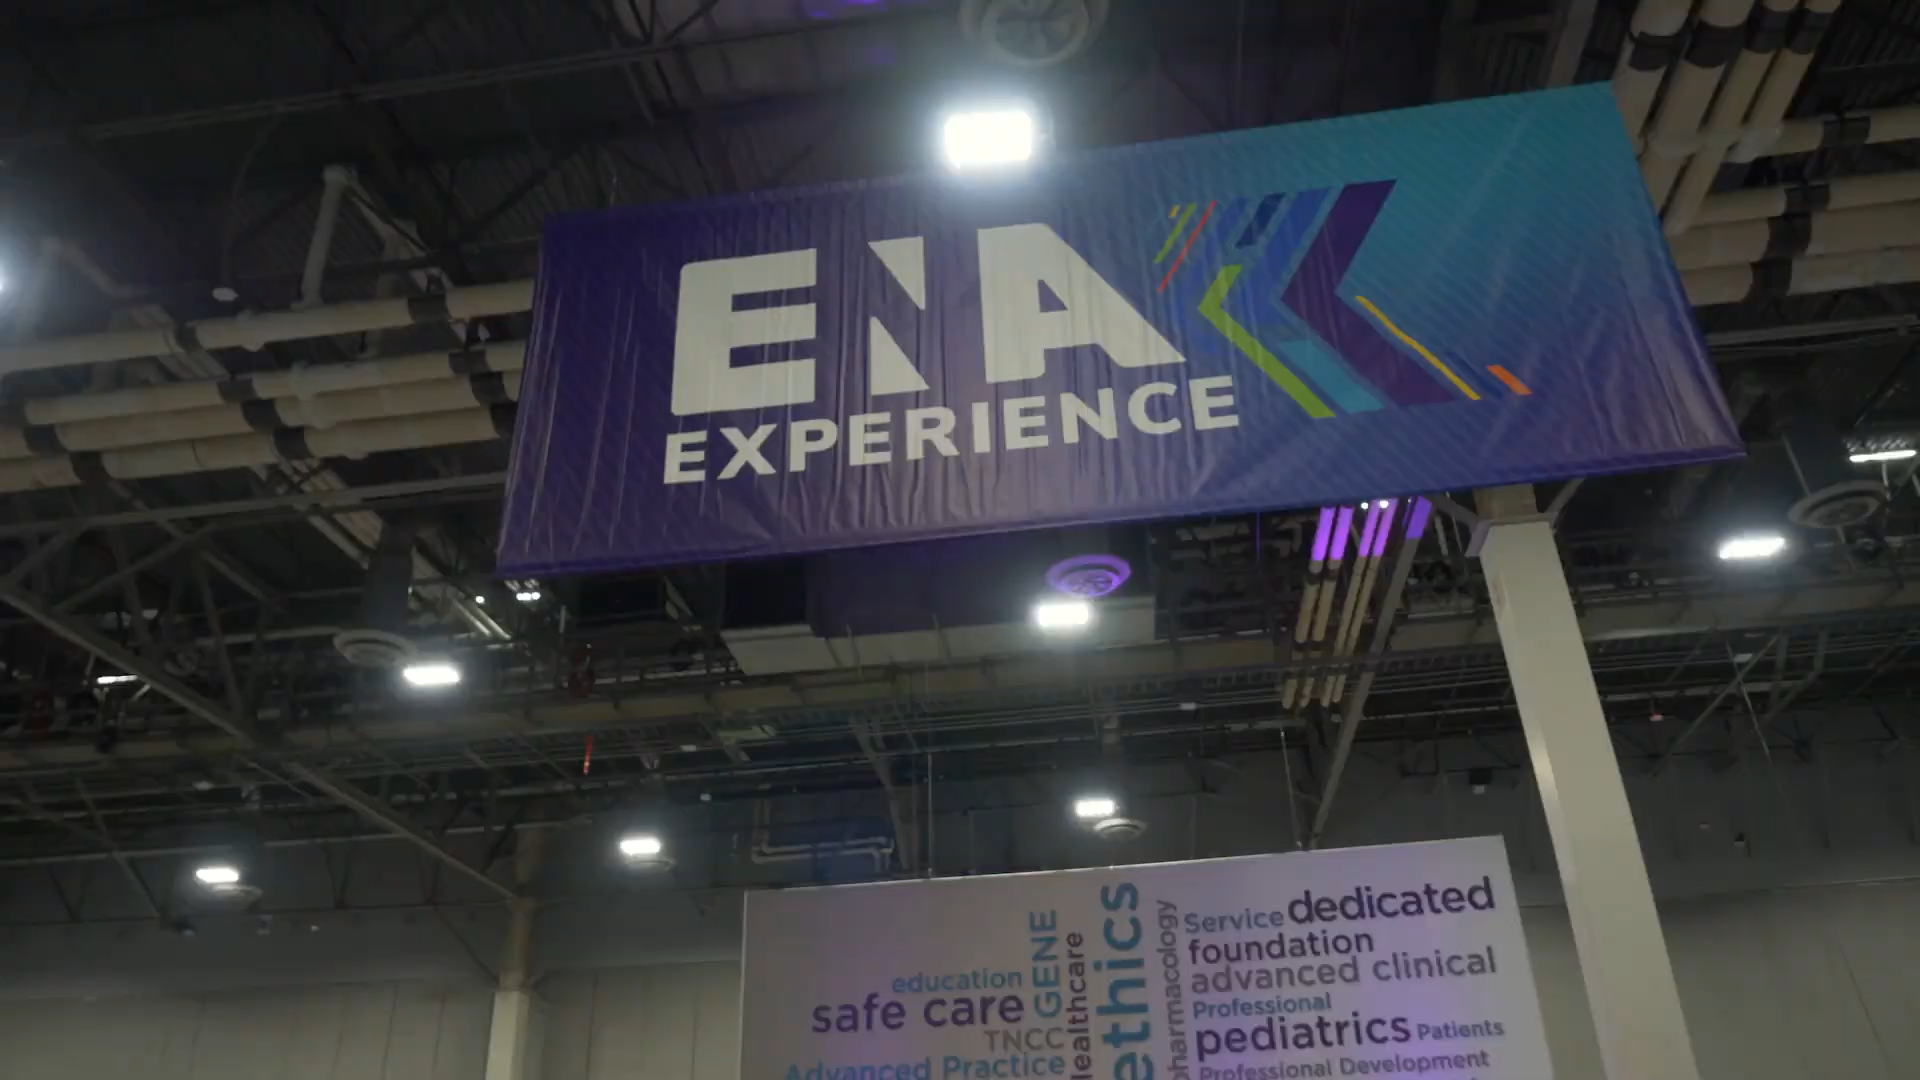 ENA
EXPERIENCE
education
safe care
GENE
TNCC
Advanced Practice
healthcare
ethics
pharmacology
Service
dedicated
foundation
advanced clinical
Professional
pediatrics
Patients
Professional Development